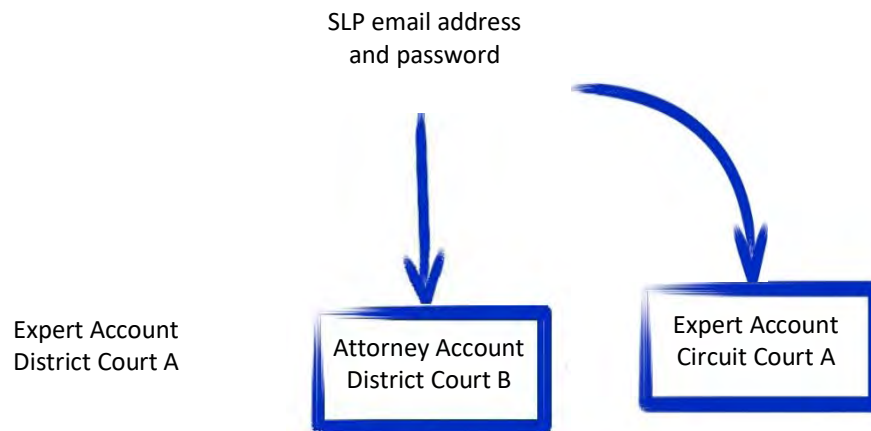 SLP email address
and password
Expert Account
District Court A
Attorney Account
District Court B
Expert Account
Circuit Court A